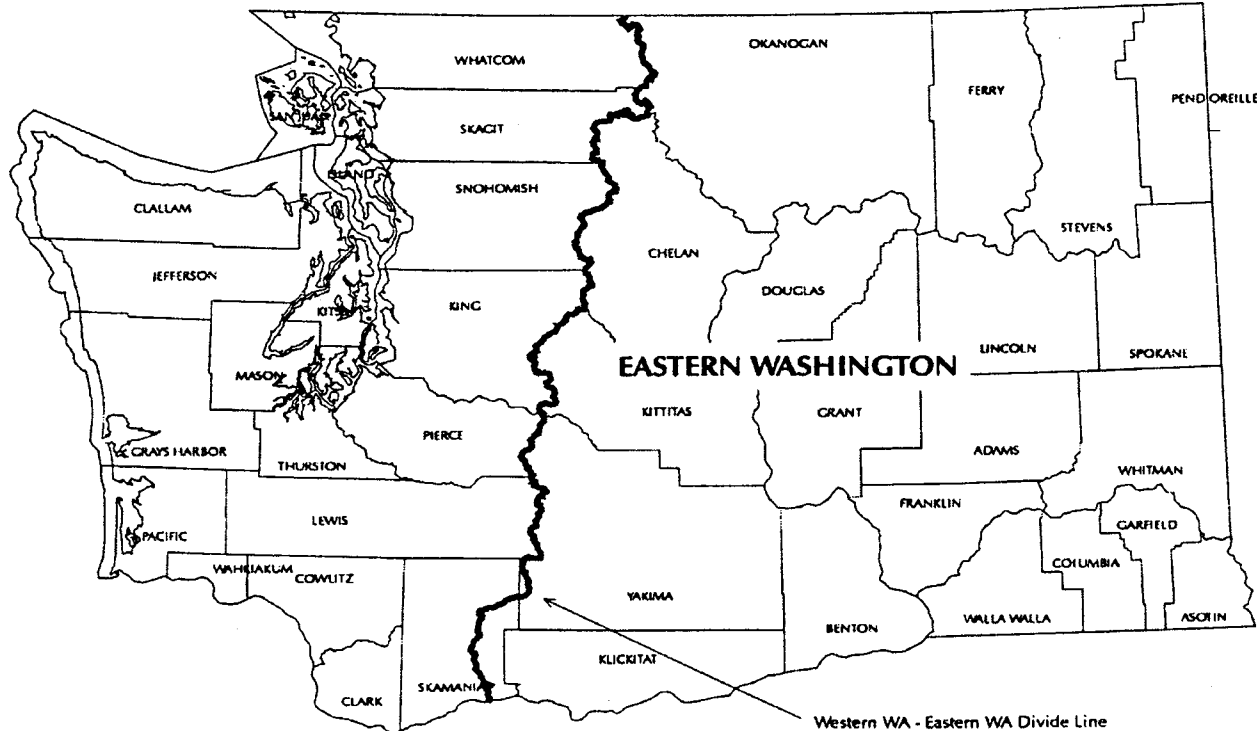 WHATCOM
OKANOGAN
FERRY
PEND OREILLE
SAN JUAN
SKAGIT
ISLAND
SNOHOMISH
CLALLAM
STEVENS
CHELAN
JEFFERSON
DOUGLAS
KING
LINCOLN
SPOKANE
EASTERN WASHINGTON
MASON
KITTITAS
GRANT
PIERCE
GRAYS HARBOR
THURSTON
ADAMS
WHITMAN
FRANKLIN
LEWIS
GARFIELD
PACIFIC
WAHKIAKUM
COWLITZ
COLUMBIA
YAKIMA
BENTON
WALLA WALLA
ASOTIN
KLICKITAT
SKAMANIA
CLARK
Western WA - Eastern WA Divide Line